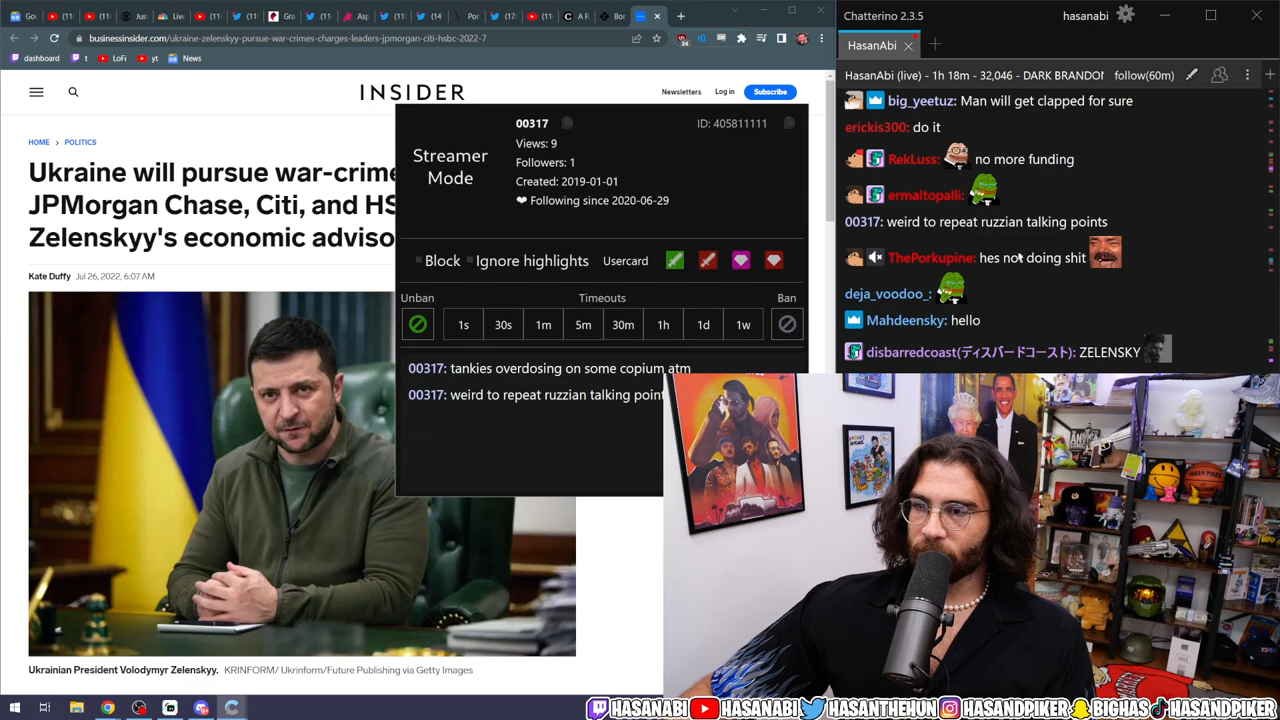 businessinsider.com/ukraine-zelenskyy-pursue-war-crimes-charges-leaders-jpmorgan-citi-hsbc-2022-7
dashboard
t
LoFi
yt
News
INSIDER
Newsletters
Log in
Subscribe
HOME > POLITICS
Ukraine will pursue war-crime
JPMorgan Chase, Citi, and HS
Zelenskyy's economic adviso
Kate Duffy Jul 26, 2022, 6:07 AM
Ukrainian President Volodymyr Zelenskyy. KRINFORM/ Ukrinform/Future Publishing via Getty Images
Streamer
Mode
00317
ID: 405811111
Views: 9
Followers: 1
Created: 2019-01-01
❤ Following since 2020-06-29
Block
Ignore highlights
Usercard
Unban
Timeouts
Ban
1s 30s 1m 5m 30m 1h 1d 1w
00317: tankies overdosing on some copium atm
00317: weird to repeat ruzzian talking point
Chatterino 2.3.5
hasanabi
HasanAbi
HasanAbi (live) - 1h 18m - 32,046 - DARK BRANDON
follow(60m)
big_yeetuz: Man will get clapped for sure
erickis300: do it
RekLuss: no more funding
ermaltopalli:
00317: weird to repeat ruzzian talking points
ThePorkupine: hes not doing shit
deja_voodoo_:
Mahdeensky: hello
disbarredcoast(ディスバードコースト): ZELENSKY
HASANABI
HASANABI
HASANTHEHUN
HASANDPIKER
BIGHAS
HASANDPIKER